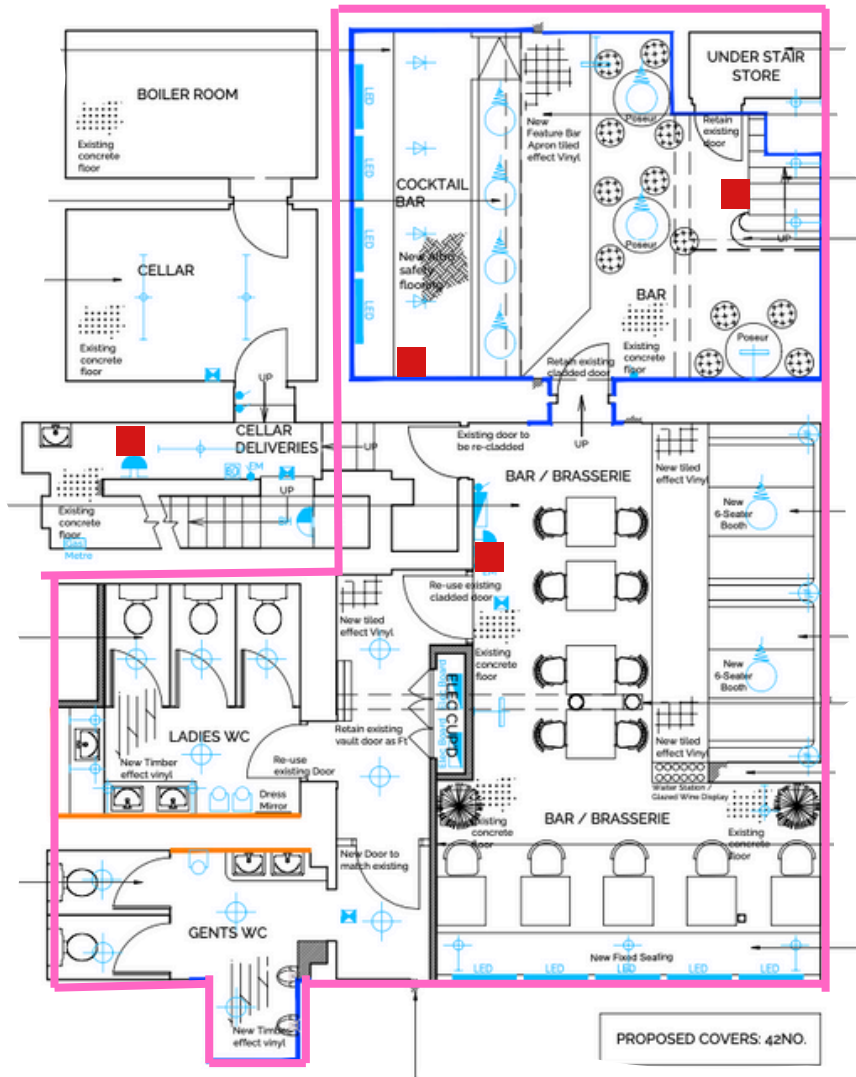 BOILER ROOM
Existing
concrete
floor
UNDER STAIR
STORE
Retain
existing
door
New
Feature Bar
Apron tiled
effect Vinyl
Poseur
LED
LED
LED
LED
COCKTAIL
BAR
New Altro
safety
flooring
Poseur
UP
BAR
Existing
concrete
floor
Poseur
CELLAR
Existing
concrete
floor
UP
Retain existing
cladded door
CELLAR
DELIVERIES
UP
Existing door to
be re-cladded
UP
EM
UP
Existing
concrete
floor
Gas
Metre
BAR / BRASSERIE
New tiled
effect Vinyl
New
6-Seater
Booth
Re-use existing
cladded door
New tiled
effect Vinyl
Existing
concrete
floor
New
6-Seater
Booth
ELEC CUP'D
Elec Board
Elec Board
LADIES WC
Retain existing
vault door as Ft
New tiled
effect Vinyl
New Timber
effect vinyl
Re-use
existing Door
Dress
Mirror
Waiter Station /
Glazed Wine Display
BAR / BRASSERIE
Existing
concrete
floor
Existing
concrete
floor
New Door to
match existing
GENTS WC
New Fixed Seating
LED
LED
LED
LED
LED
New Timber
effect vinyl
PROPOSED COVERS: 42NO.